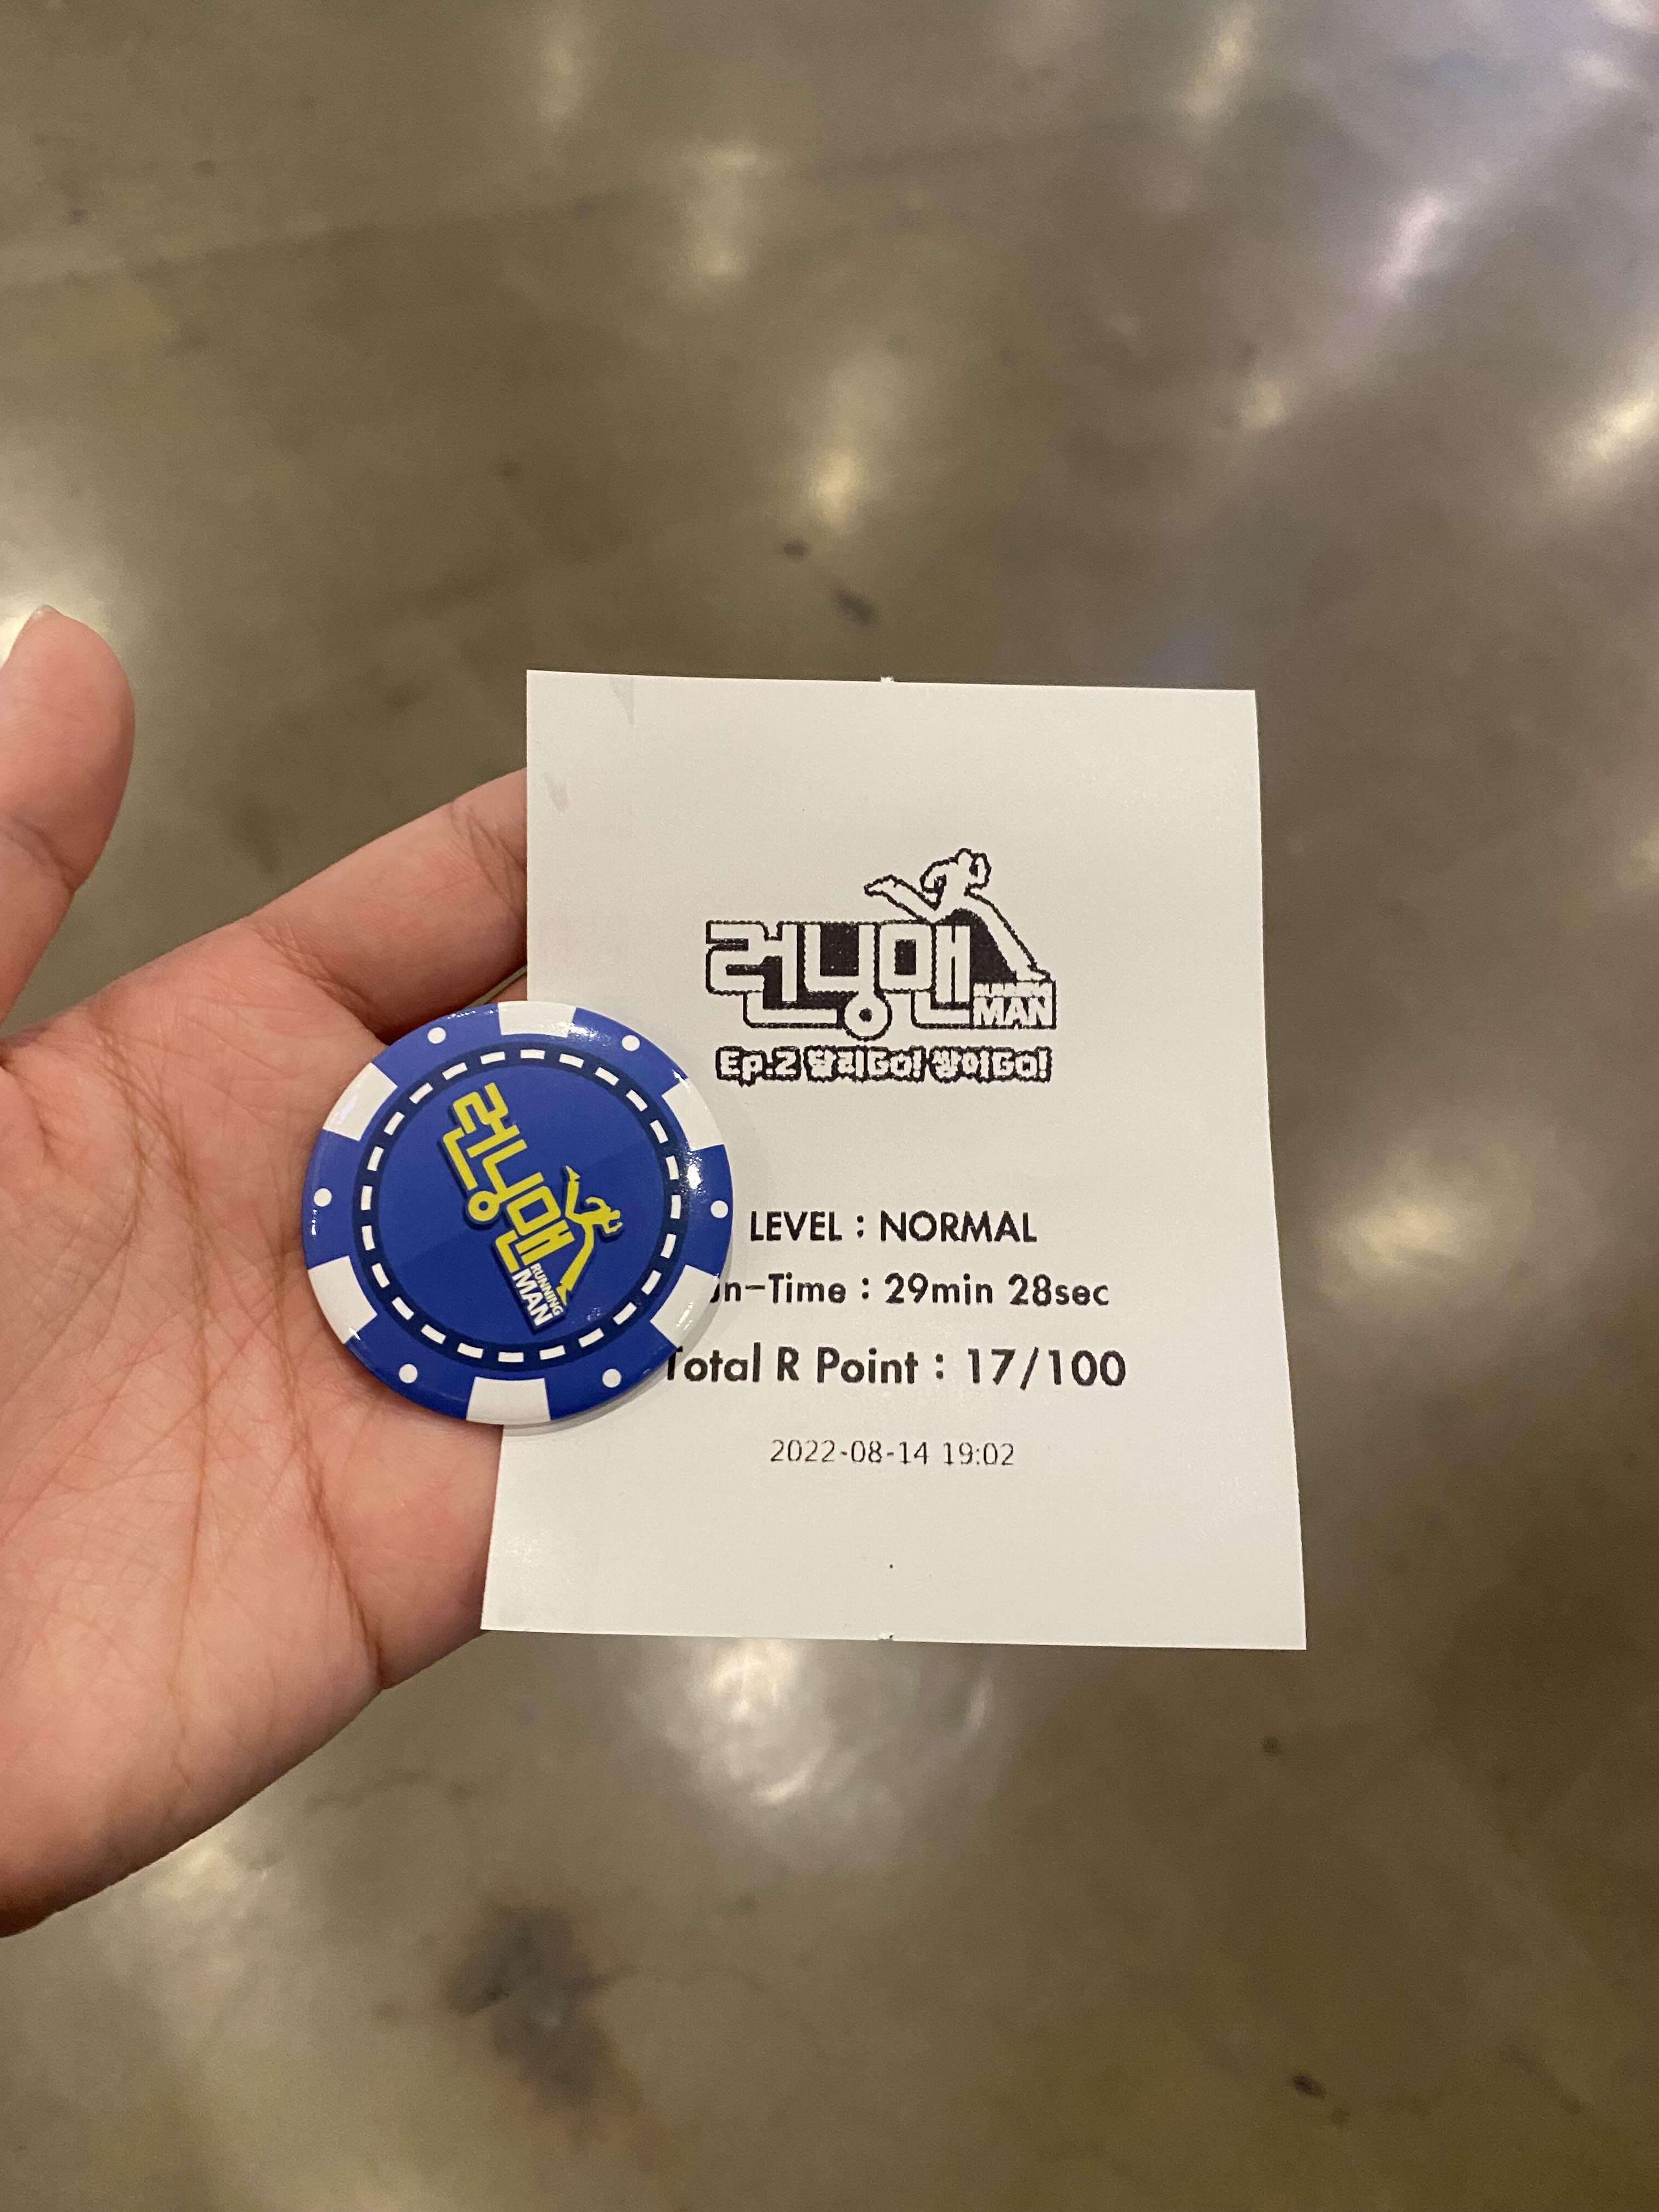 런닝맨
RUNNING
MAN
Ep.2 달리Go! 쌓이Go!
LEVEL : NORMAL
n-Time : 29min 28sec
Total R Point : 17/100
2022-08-14 19:02
런닝맨
RUNNING
MAN